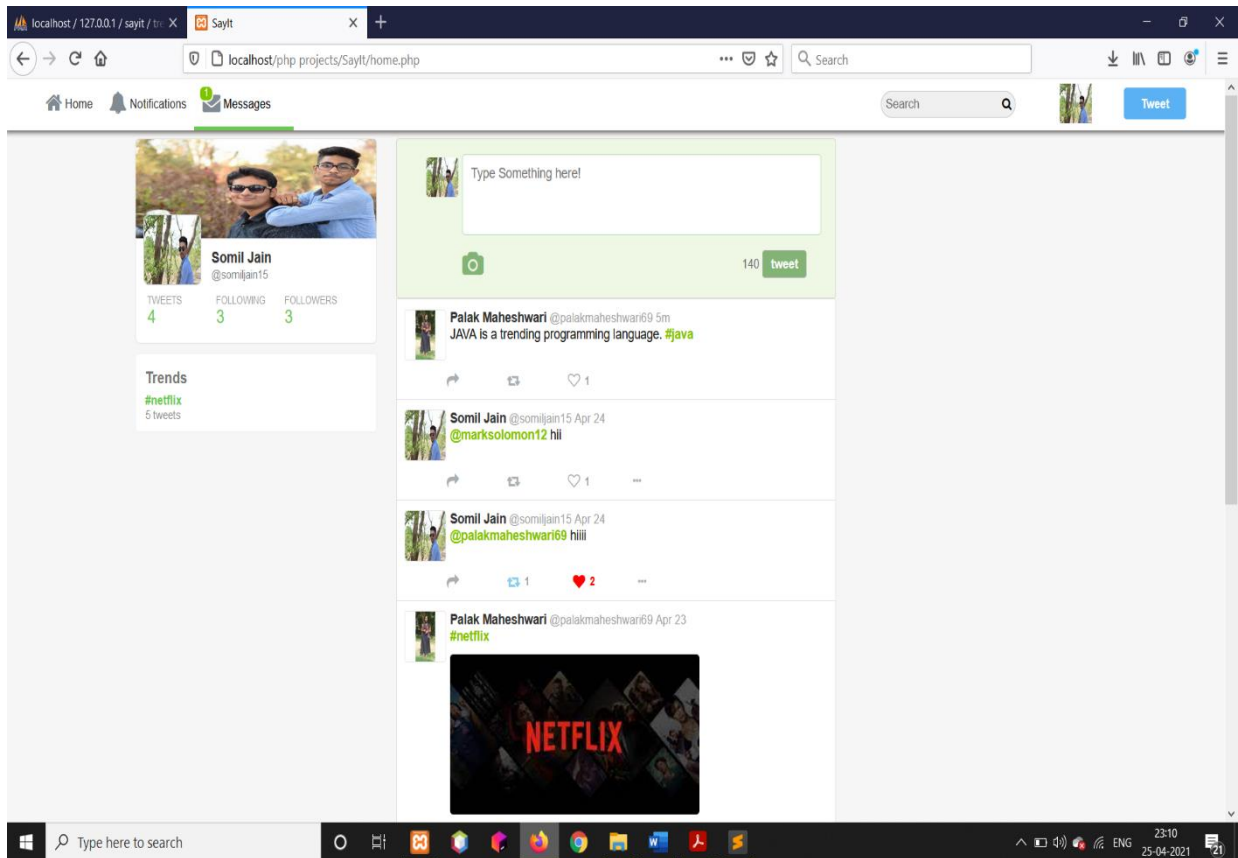 localhost / 127.0.0.1 / sayit / tre
SayIt
localhost/php projects/SayIt/home.php
Search
Home
Notifications
1
Messages
Search
Tweet
Type Something here!
140 tweet
Somil Jain
@somiljain15
TWEETS FOLLOWING FOLLOWERS
4 3 3
Trends
#netflix
5 tweets
Palak Maheshwari @palakmaheshwari69 5m
JAVA is a trending programming language. #java
1
Somil Jain @somiljain15 Apr 24
@marksolomon12 hii
1
Somil Jain @somiljain15 Apr 24
@palakmaheshwari69 hiiii
1 2
Palak Maheshwari @palakmaheshwari69 Apr 23
#netflix
NETFLIX
Type here to search
ENG
23:10
25-04-2021
21